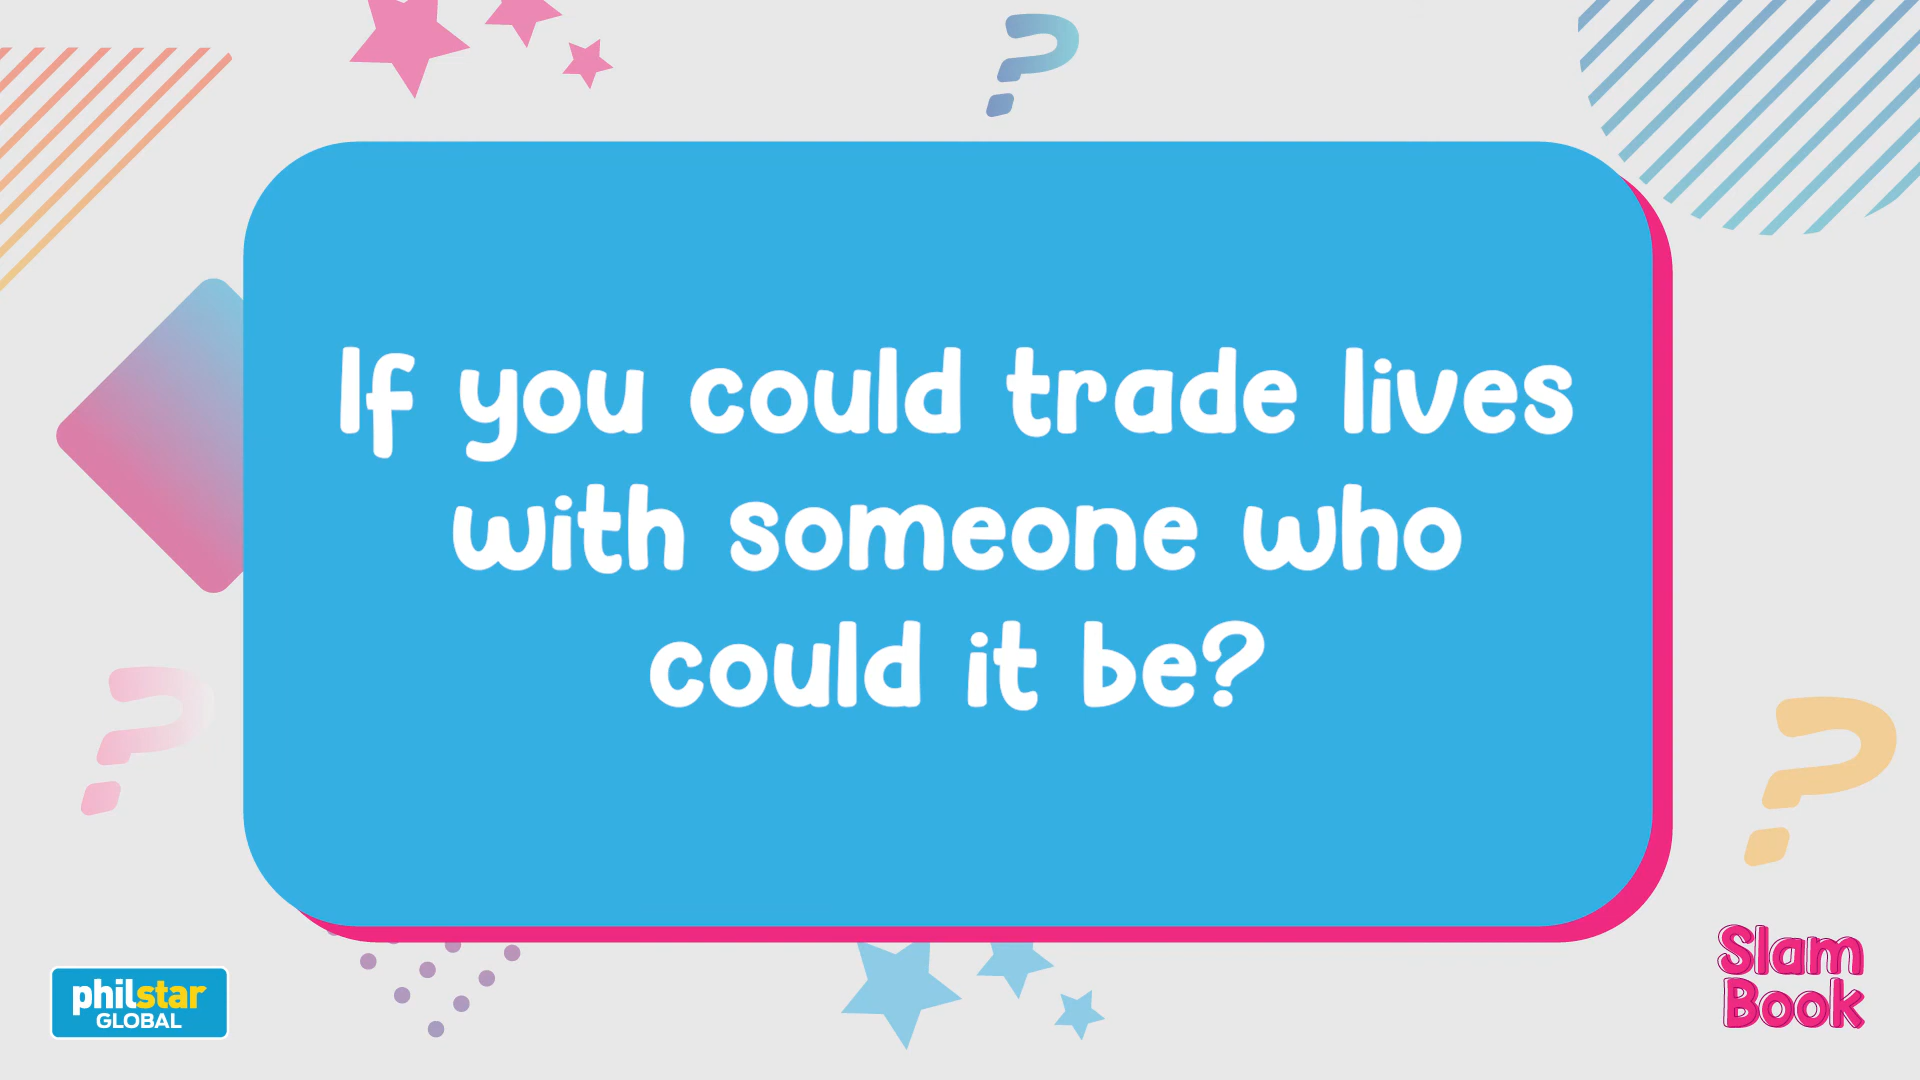 If you could trade lives
with someone who
could it be?
philstar
GLOBAL
Slam
Book